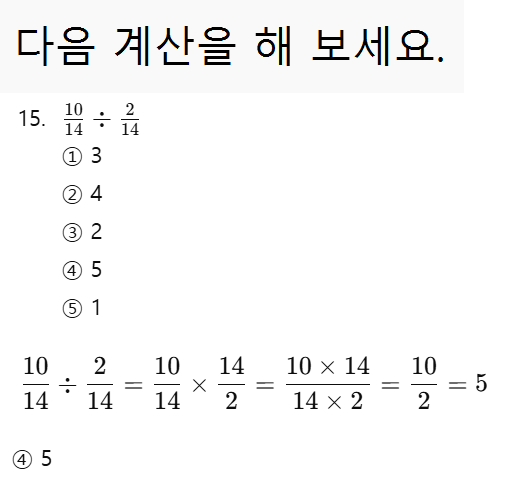 다음 계산을 해 보세요.
15. 10/14 ÷ 2/14
① 3
② 4
③ 2
④ 5
⑤ 1
10/14 ÷ 2/14 = 10/14 × 14/2 = (10 × 14)/(14 × 2) = 10/2 = 5
④ 5